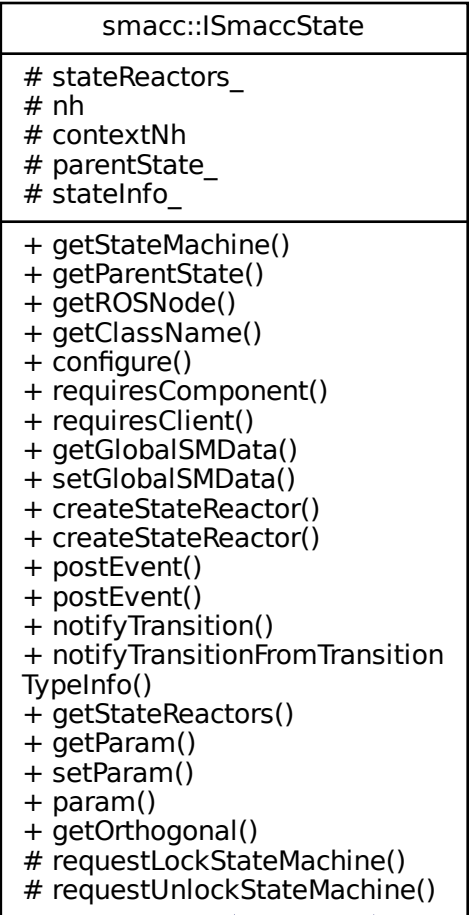 smacc::ISmaccState
# stateReactors_
# nh
# contextNh
# parentState_
# stateInfo_
+ getStateMachine()
+ getParentState()
+ getROSNode()
+ getClassName()
+ configure()
+ requiresComponent()
+ requiresClient()
+ getGlobalSMData()
+ setGlobalSMData()
+ createStateReactor()
+ createStateReactor()
+ postEvent()
+ postEvent()
+ notifyTransition()
+ notifyTransitionFromTransition
TypeInfo()
+ getStateReactors()
+ getParam()
+ setParam()
+ param()
+ getOrthogonal()
# requestLockStateMachine()
# requestUnlockStateMachine()